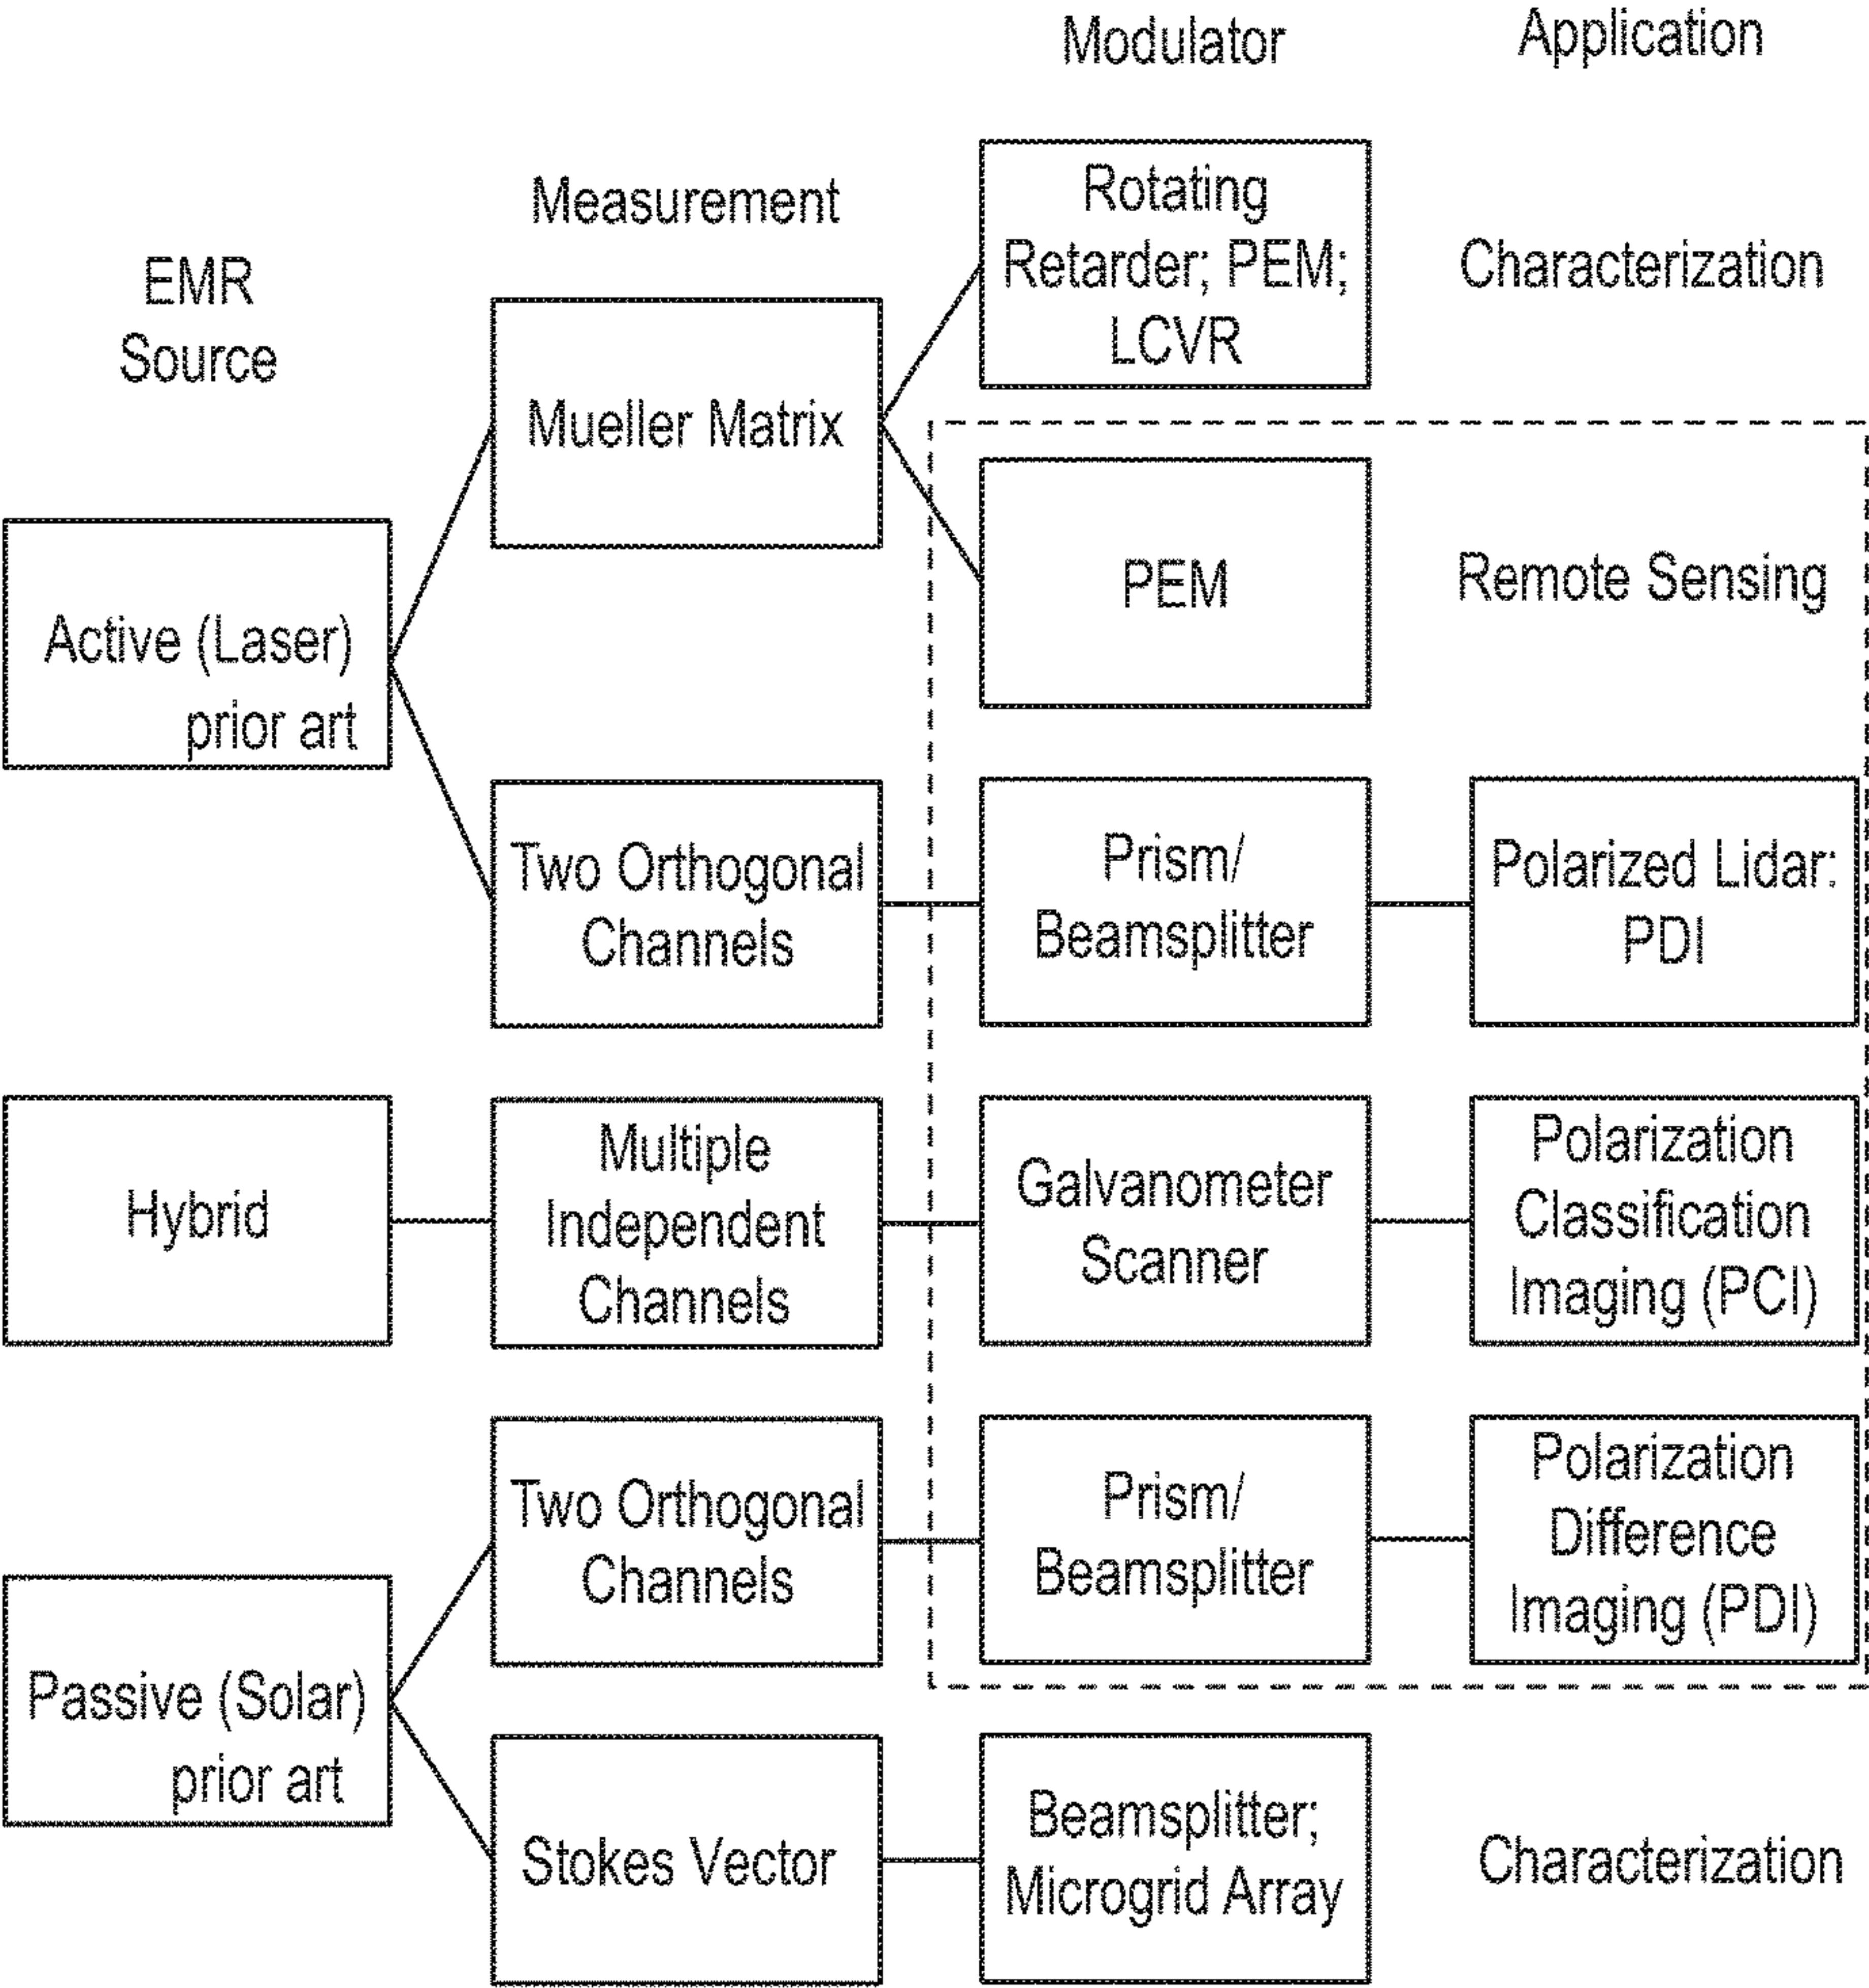 Modulator
Application
Measurement
EMR
Source
Rotating
Retarder; PEM;
LCVR
Characterization
Mueller Matrix
PEM
Remote Sensing
Active (Laser)
prior art
Two Orthogonal
Channels
Prism/
Beamsplitter
Polarized Lidar:
PDI
Hybrid
Multiple
Independent
Channels
Galvanometer
Scanner
Polarization
Classification
Imaging (PCI)
Two Orthogonal
Channels
Prism/
Beamsplitter
Polarization
Difference
Imaging (PDI)
Passive (Solar)
prior art
Stokes Vector
Beamsplitter;
Microgrid Array
Characterization